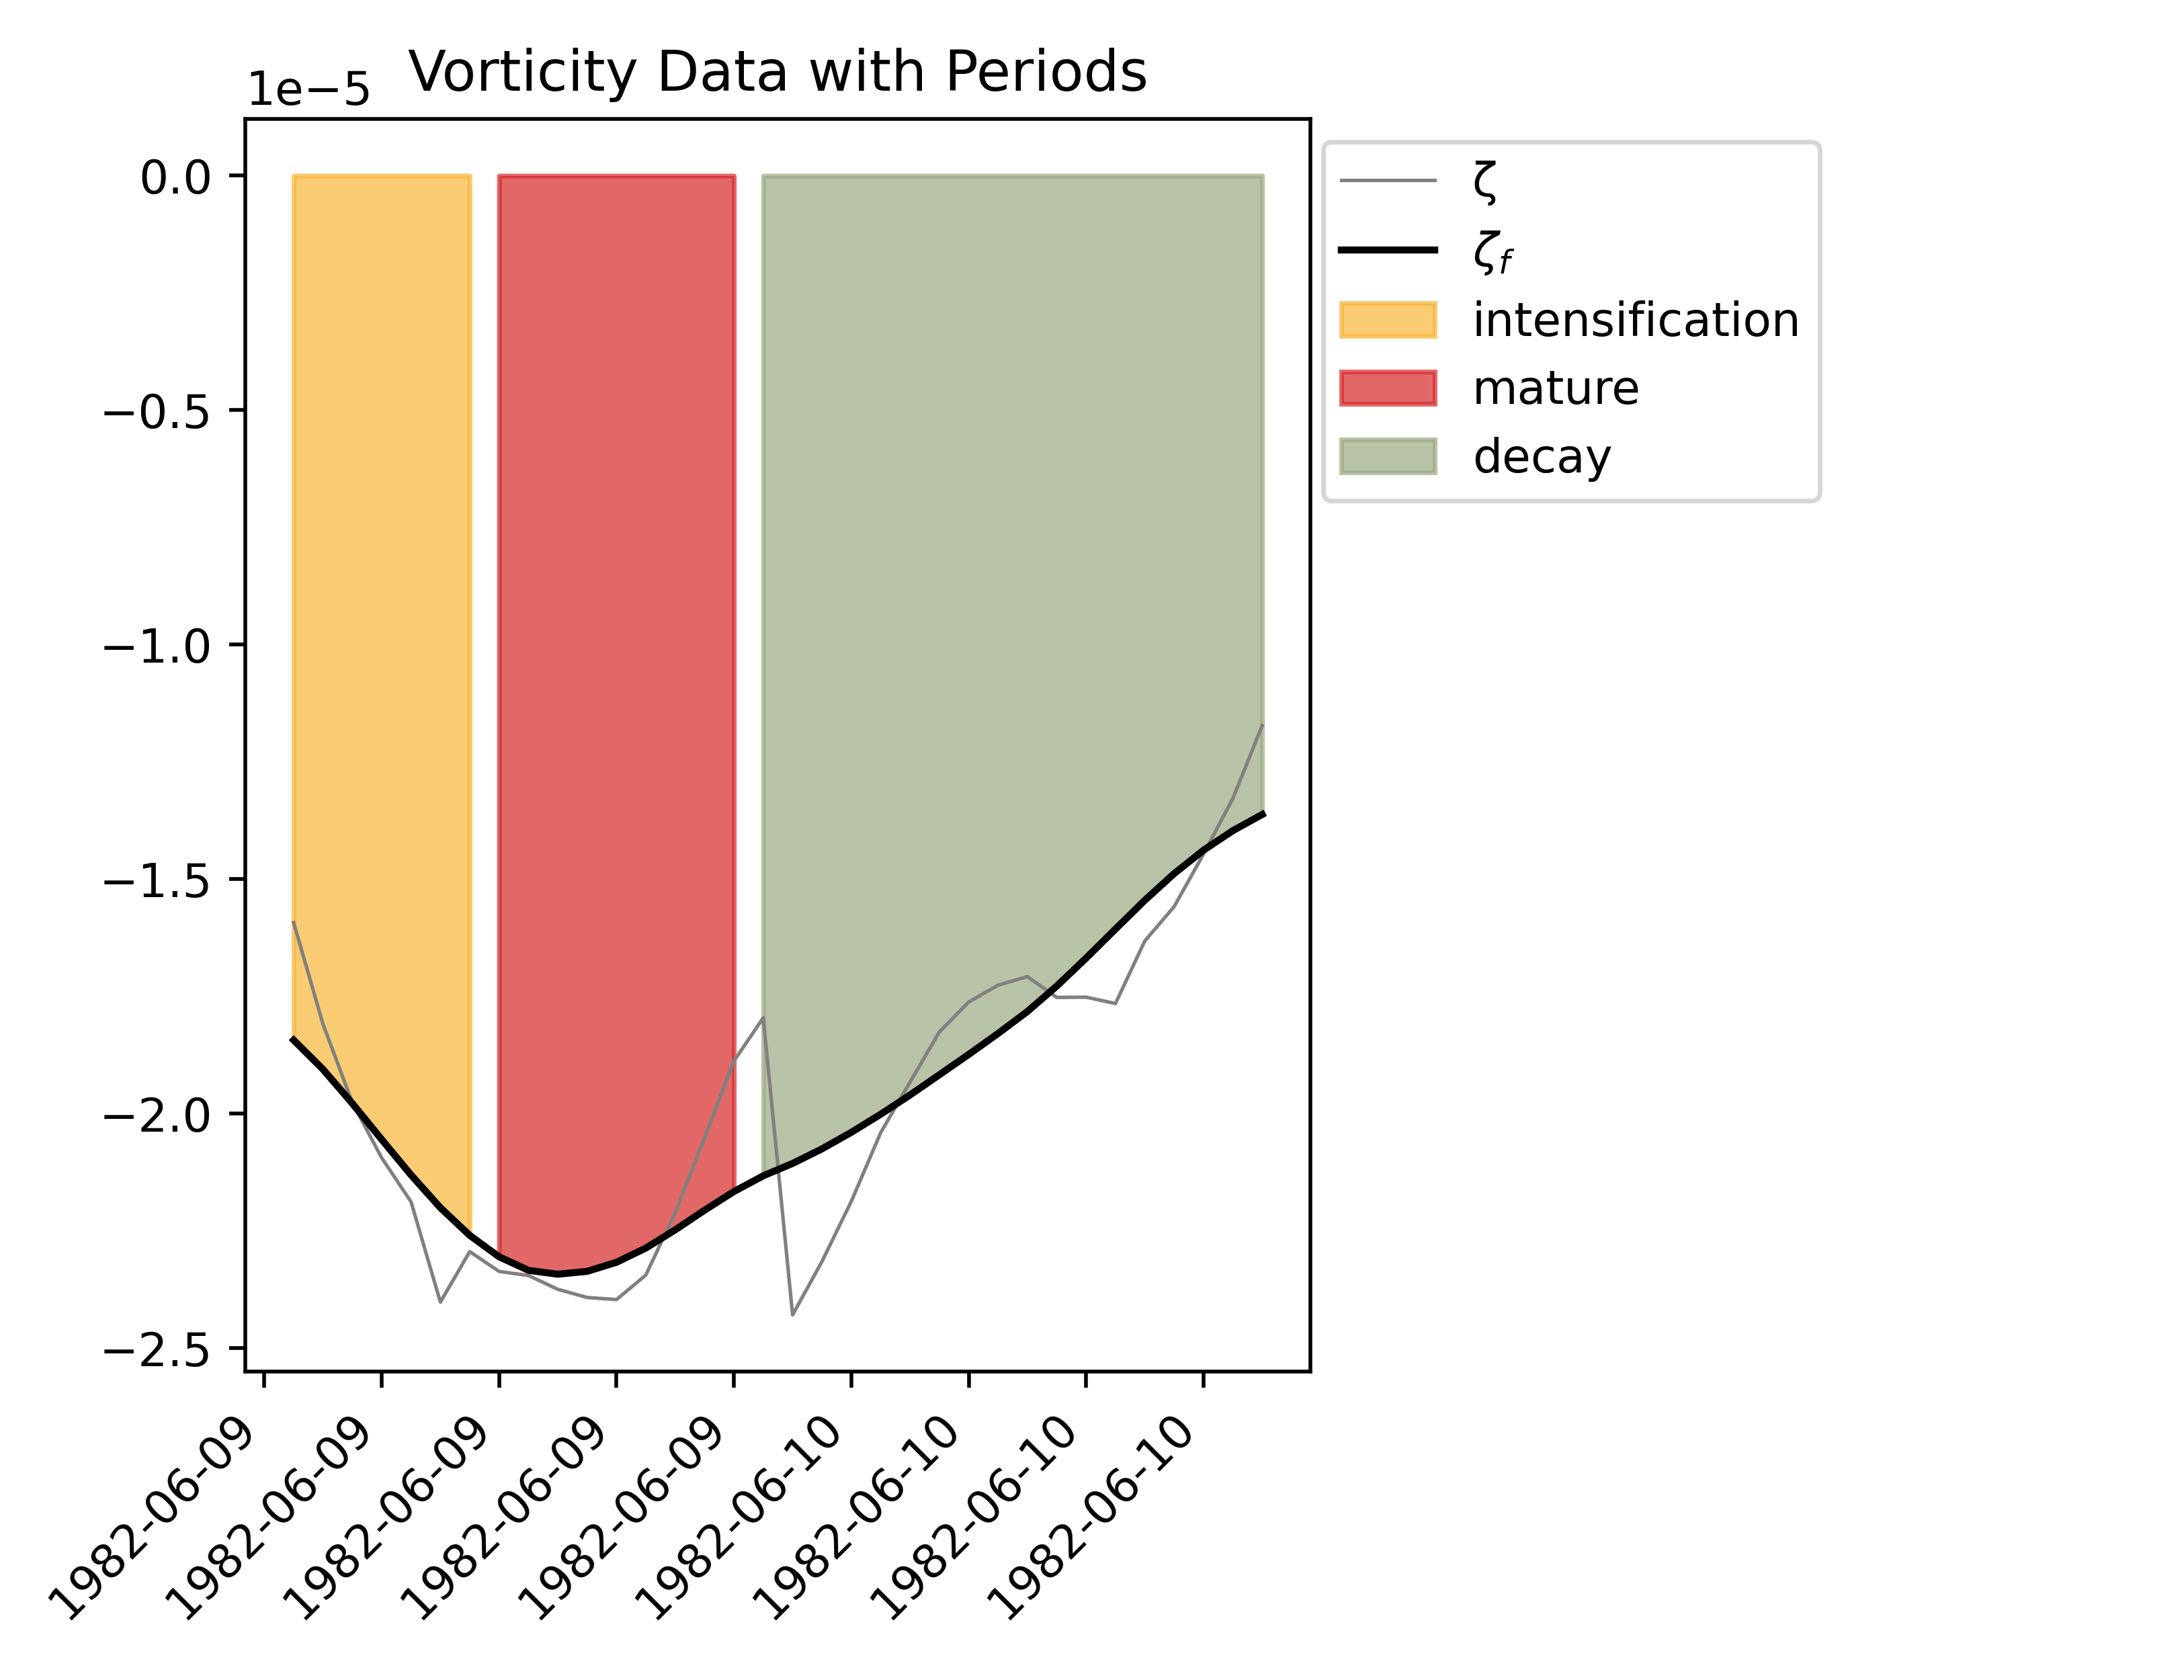 Vorticity Data with Periods
1e−5
0.0
−0.5
−1.0
−1.5
−2.0
−2.5
1982-06-09
1982-06-09
1982-06-09
1982-06-09
1982-06-09
1982-06-10
1982-06-10
1982-06-10
1982-06-10
ζ
ζf
intensification
mature
decay